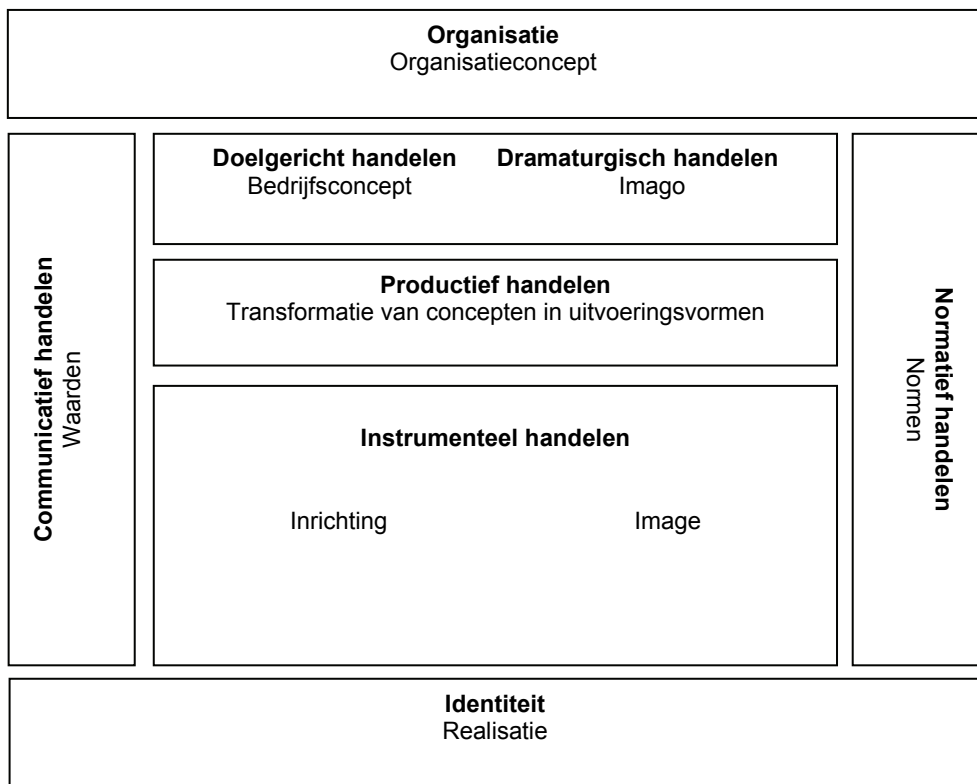 Organisatie
Organisatieconcept
Communicatief handelen
Waarden
Doelgericht handelen
Bedrijfsconcept
Dramaturgisch handelen
Imago
Productief handelen
Transformatie van concepten in uitvoeringsvormen
Instrumenteel handelen
Inrichting
Image
Normatief handelen
Normen
Identiteit
Realisatie